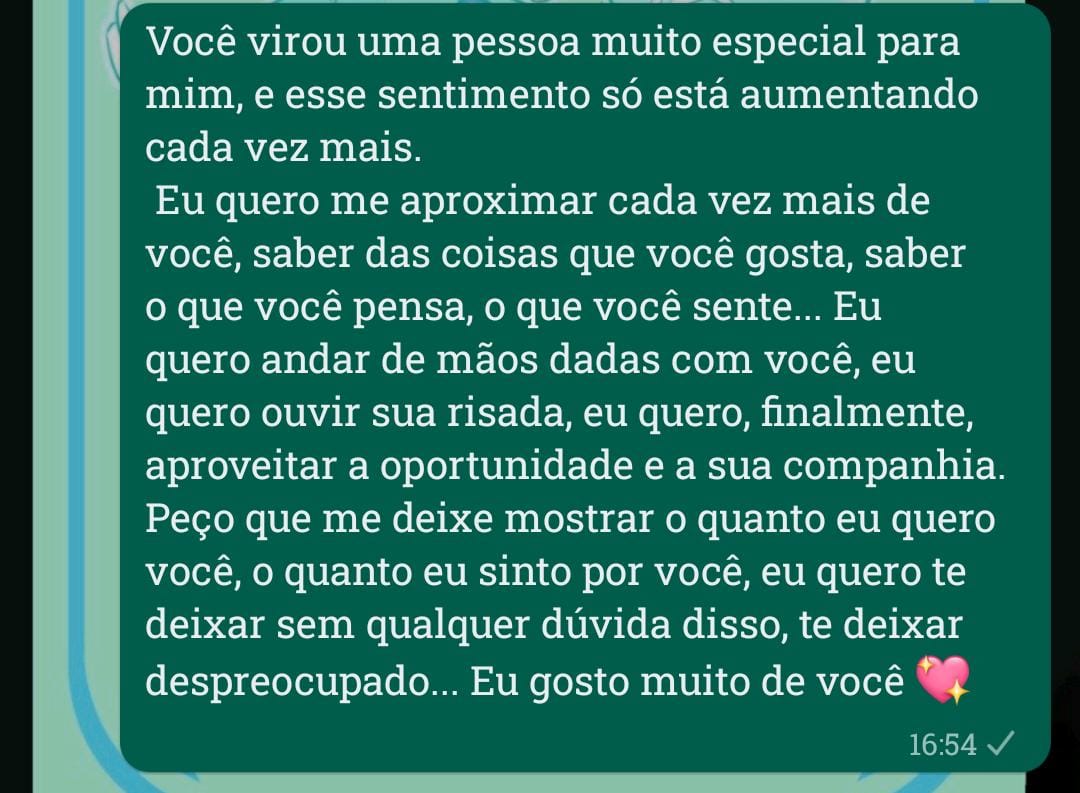 Você virou uma pessoa muito especial para
mim, e esse sentimento só está aumentando
cada vez mais.
Eu quero me aproximar cada vez mais de
você, saber das coisas que você gosta, saber
o que você pensa, o que você sente... Eu
quero andar de mãos dadas com você, eu
quero ouvir sua risada, eu quero, finalmente,
aproveitar a oportunidade e a sua companhia.
Peço que me deixe mostrar o quanto eu quero
você, o quanto eu sinto por você, eu quero te
deixar sem qualquer dúvida disso, te deixar
despreocupado... Eu gosto muito de você 💖
16:54